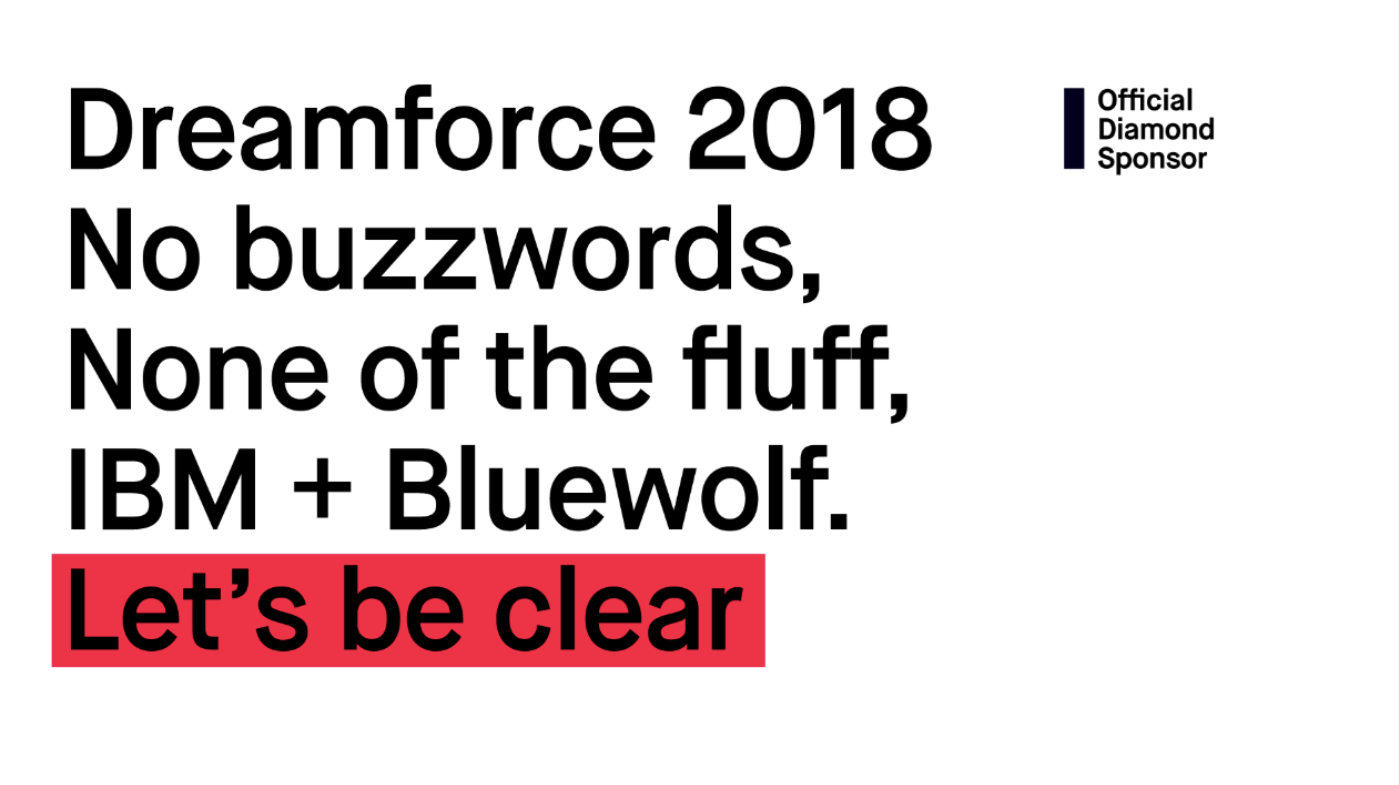 Dreamforce 2018
No buzzwords,
None of the fluff,
IBM + Bluewolf.
Let’s be clear
Official
Diamond
Sponsor